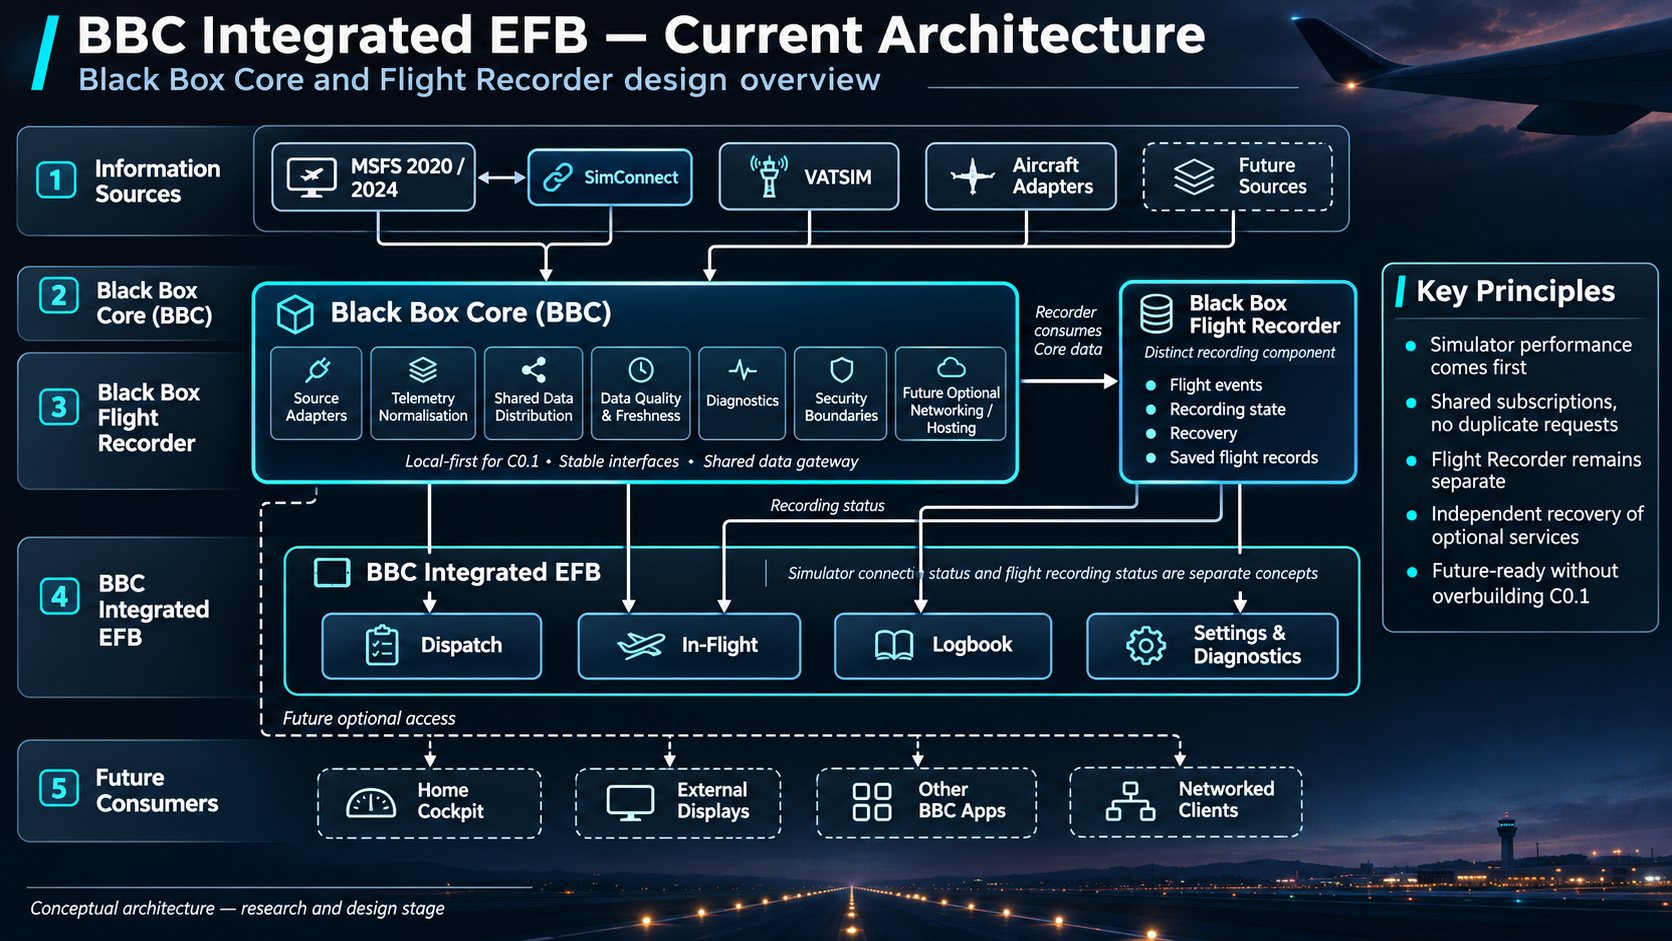 BBC Integrated EFB — Current Architecture
Black Box Core and Flight Recorder design overview
1
Information
Sources
MSFS 2020 /
2024
SimConnect
VATSIM
Aircraft
Adapters
Future
Sources
2
Black Box
Core (BBC)
3
Black Box
Flight
Recorder
Black Box Core (BBC)
Source
Adapters
Telemetry
Normalisation
Shared Data
Distribution
Data Quality
& Freshness
Diagnostics
Security
Boundaries
Future Optional
Networking /
Hosting
Local-first for C0.1 • Stable interfaces • Shared data gateway
Recorder
consumes
Core data
Black Box
Flight Recorder
Distinct recording component
Flight events
Recording state
Recovery
Saved flight records
Key Principles
Simulator performance
comes first
Shared subscriptions,
no duplicate requests
Flight Recorder remains
separate
Independent recovery of
optional services
Future-ready without
overbuilding C0.1
Recording status
4
BBC
Integrated
EFB
BBC Integrated EFB
Simulator status and flight recording status are separate concepts
Dispatch
In-Flight
Logbook
Settings &
Diagnostics
Future optional access
5
Future
Consumers
Home
Cockpit
External
Displays
Other
BBC Apps
Networked
Clients
Conceptual architecture — research and design stage